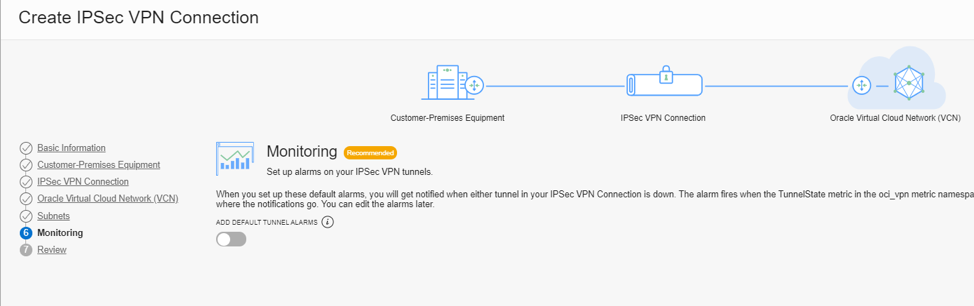 Create IPSec VPN Connection
Customer-Premises Equipment
IPSec VPN Connection
Oracle Virtual Cloud Network (VCN)
Basic Information
Customer-Premises Equipment
IPSec VPN Connection
Oracle Virtual Cloud Network (VCN)
Subnets
6 Monitoring
7 Review
Monitoring Recommended
Set up alarms on your IPSec VPN tunnels.
When you set up these default alarms, you will get notified when either tunnel in your IPSec VPN Connection is down. The alarm fires when the TunnelState metric in the oci_vpn metric namespa
where the notifications go. You can edit the alarms later.
ADD DEFAULT TUNNEL ALARMS i